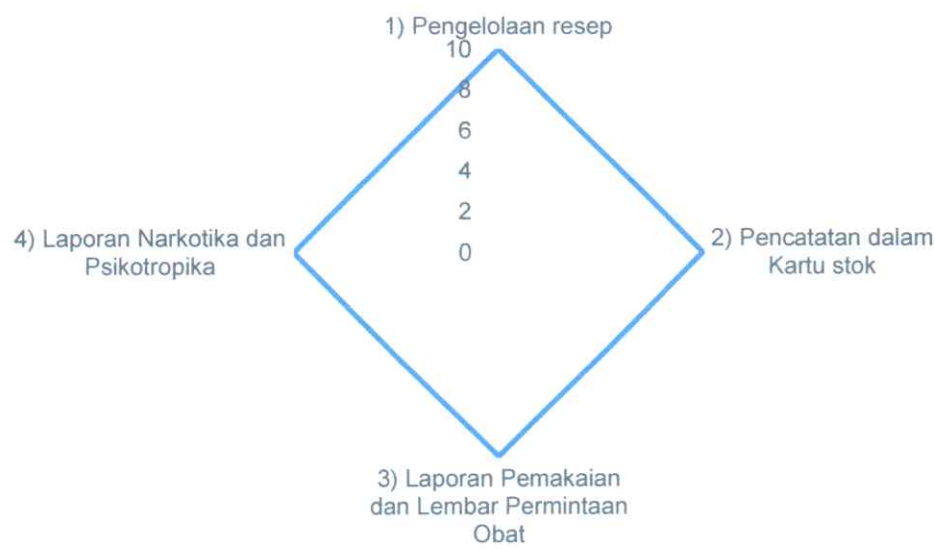 1) Pengelolaan resep
10
8
6
4
2
0
2) Pencatatan dalam
Kartu stok
3) Laporan Pemakaian
dan Lembar Permintaan
Obat
4) Laporan Narkotika dan
Psikotropika